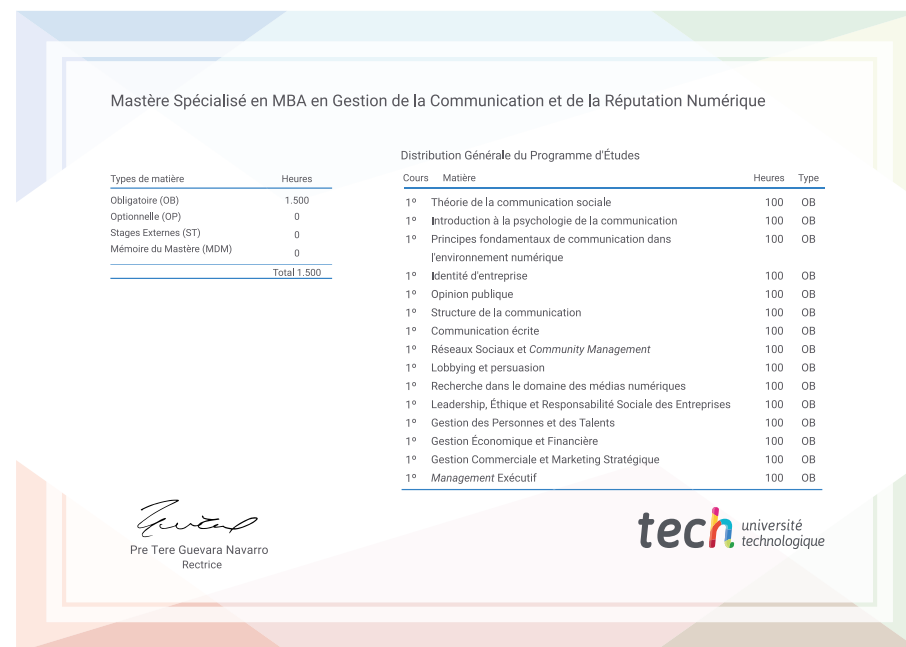 Mastère Spécialisé en MBA en Gestion de la Communication et de la Réputation Numérique
Types de matière Heures
Obligatoire (OB) 1.500
Optionnelle (OP) 0
Stages Externes (ST) 0
Mémoire du Mastère (MDM) 0
Total 1.500
Distribution Générale du Programme d'Études
Cours Matière Heures Type
1º Théorie de la communication sociale 100 OB
1º Introduction à la psychologie de la communication 100 OB
1º Principes fondamentaux de communication dans 100 OB
l'environnement numérique
1º Identité d'entreprise 100 OB
1º Opinion publique 100 OB
1º Structure de la communication 100 OB
1º Communication écrite 100 OB
1º Réseaux Sociaux et Community Management 100 OB
1º Lobbying et persuasion 100 OB
1º Recherche dans le domaine des médias numériques 100 OB
1º Leadership, Éthique et Responsabilité Sociale des Entreprises 100 OB
1º Gestion des Personnes et des Talents 100 OB
1º Gestion Économique et Financière 100 OB
1º Gestion Commerciale et Marketing Stratégique 100 OB
1º Management Exécutif 100 OB
Pre Tere Guevara Navarro
Rectrice
tech université
technologique